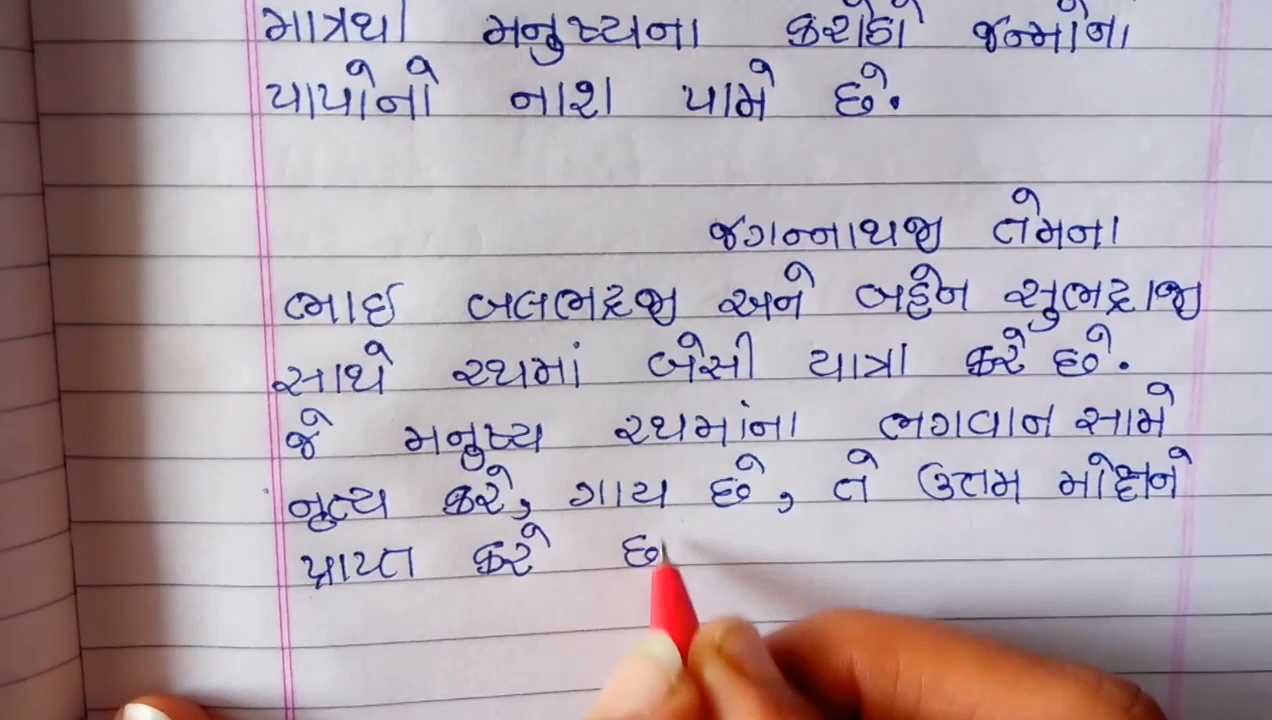 માત્રથી મનુષ્યના કરોડો જન્મોના
પાપોનો નાશ પામે છે.
જગન્નાથજી તેમના
ભાઇ બલભદ્રજી અને બહેન સુભદ્રાજી
સાથે રથમાં બેસી યાત્રા કરે છે.
જે મનુષ્ય રથમાંના ભગવાન સામે
નૃત્ય કરે, ગાય છે, તે ઉત્તમ મોક્ષને
પ્રાપ્ત કરે છ